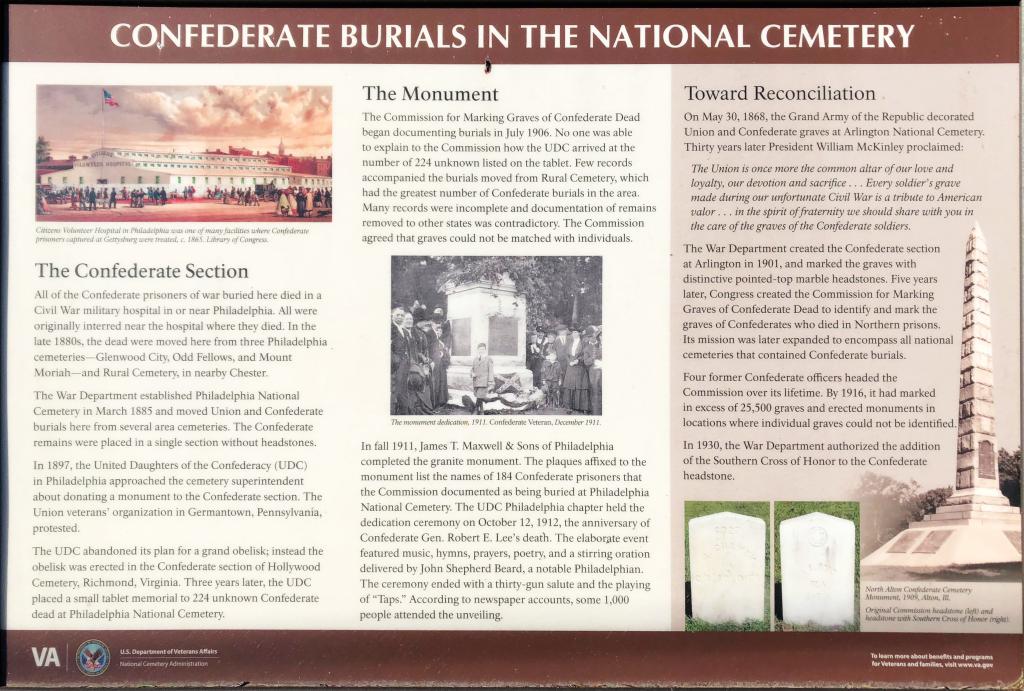 CONFEDERATE BURIALS IN THE NATIONAL CEMETERY
Citizens Volunteer Hospital in Philadelphia was one of many facilities where Confederate
prisoners captured at Gettysburg were treated, c. 1865. Library of Congress.
The Confederate Section
All of the Confederate prisoners of war buried here died in a
Civil War military hospital in or near Philadelphia. All were
originally interred near the hospital where they died. In the
late 1880s, the dead were moved here from three Philadelphia
cemeteries—Glenwood City, Odd Fellows, and Mount
Moriah—and Rural Cemetery, in nearby Chester.
The War Department established Philadelphia National
Cemetery in March 1885 and moved Union and Confederate
burials here from several area cemeteries. The Confederate
remains were placed in a single section without headstones.
In 1897, the United Daughters of the Confederacy (UDC)
in Philadelphia approached the cemetery superintendent
about donating a monument to the Confederate section. The
Union veterans' organization in Germantown, Pennsylvania,
protested.
The UDC abandoned its plan for a grand obelisk; instead the
obelisk was erected in the Confederate section of Hollywood
Cemetery, Richmond, Virginia. Three years later, the UDC
placed a small tablet memorial to 224 unknown Confederate
dead at Philadelphia National Cemetery.
The Monument
The Commission for Marking Graves of Confederate Dead
began documenting burials in July 1906. No one was able
to explain to the Commission how the UDC arrived at the
number of 224 unknown listed on the tablet. Few records
accompanied the burials moved from Rural Cemetery, which
had the greatest number of Confederate burials in the area.
Many records were incomplete and documentation of remains
removed to other states was contradictory. The Commission
agreed that graves could not be matched with individuals.
The monument dedication, 1911. Confederate Veteran, December 1911.
In fall 1911, James T. Maxwell & Sons of Philadelphia
completed the granite monument. The plaques affixed to the
monument list the names of 184 Confederate prisoners that
the Commission documented as being buried at Philadelphia
National Cemetery. The UDC Philadelphia chapter held the
dedication ceremony on October 12, 1912, the anniversary of
Confederate Gen. Robert E. Lee's death. The elaborate event
featured music, hymns, prayers, poetry, and a stirring oration
delivered by John Shepherd Beard, a notable Philadelphian.
The ceremony ended with a thirty-gun salute and the playing
of "Taps." According to newspaper accounts, some 1,000
people attended the unveiling.
Toward Reconciliation
On May 30, 1868, the Grand Army of the Republic decorated
Union and Confederate graves at Arlington National Cemetery.
Thirty years later President William McKinley proclaimed:
The Union is once more the common altar of our love and
loyalty, our devotion and sacrifice . . . Every soldier's grave
made during our unfortunate Civil War is a tribute to American
valor . . . in the spirit of fraternity we should share with you in
the care of the graves of the Confederate soldiers.
The War Department created the Confederate section
at Arlington in 1901, and marked the graves with
distinctive pointed-top marble headstones. Five years
later, Congress created the Commission for Marking
Graves of Confederate Dead to identify and mark the
graves of Confederates who died in Northern prisons.
Its mission was later expanded to encompass all national
cemeteries that contained Confederate burials.
Four former Confederate officers headed the
Commission over its lifetime. By 1916, it had marked
in excess of 25,500 graves and erected monuments in
locations where individual graves could not be identified.
In 1930, the War Department authorized the addition
of the Southern Cross of Honor to the Confederate
headstone.
North Alton Confederate Cemetery
Monument, 1909, Alton, Ill.
Original Commission headstone (left) and
headstone with Southern Cross of Honor (right).
VA
U.S. Department of Veterans Affairs
National Cemetery Administration
To learn more about benefits and programs
for Veterans and families, visit www.va.gov